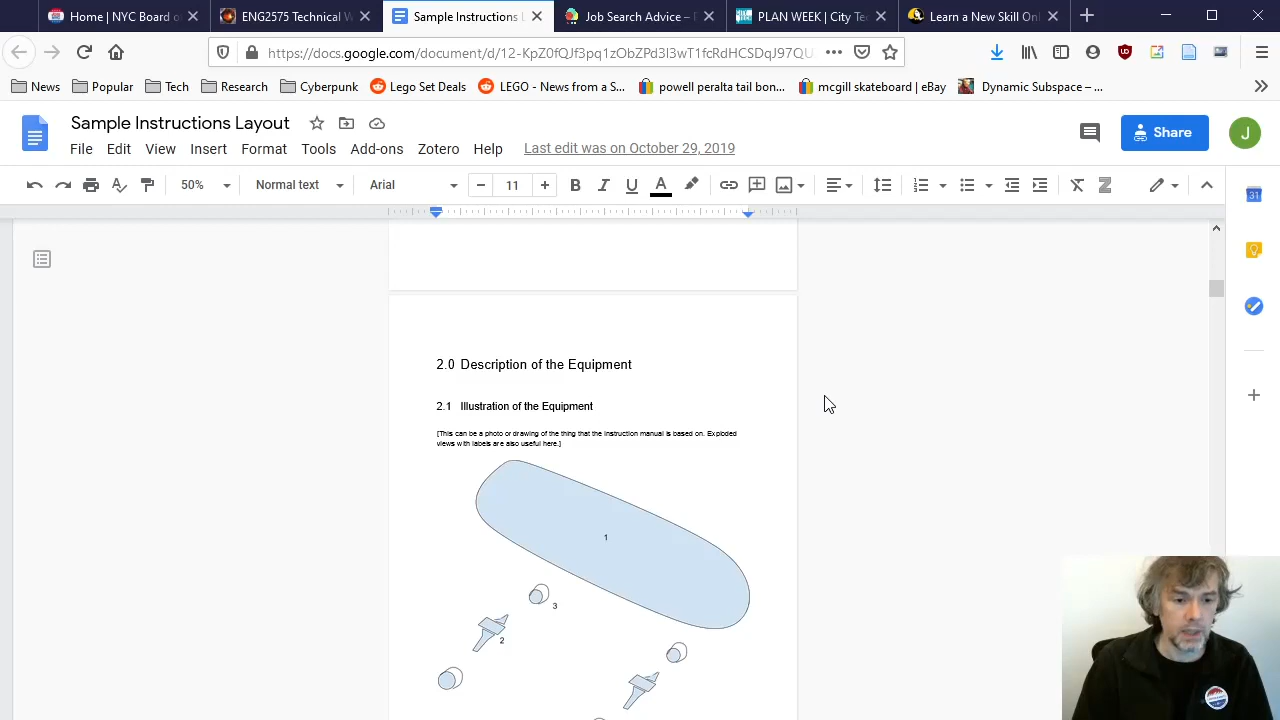 Home | NYC Board o
ENG2575 Technical W
Sample Instructions L
Job Search Advice – D
PLAN WEEK | City Te
Learn a New Skill Onl
https://docs.google.com/document/d/12-KpZ0fQJf3pq1zObZPd3I3wT1fcRdHCSDqJ97QU
News
Popular
Tech
Research
Cyberpunk
Lego Set Deals
LEGO - News from a S...
powell peralta tail bon...
mcgill skateboard | eBay
Dynamic Subspace – ...
Sample Instructions Layout
Share
J
File Edit View Insert Format Tools Add-ons Zotero Help Last edit was on October 29, 2019
50% Normal text Arial 11
31
2.0 Description of the Equipment
2.1 Illustration of the Equipment
[This can be a photo or drawing of the thing that the instruction manual is based on. Exploded
views with labels are also useful here.]
1
3
2